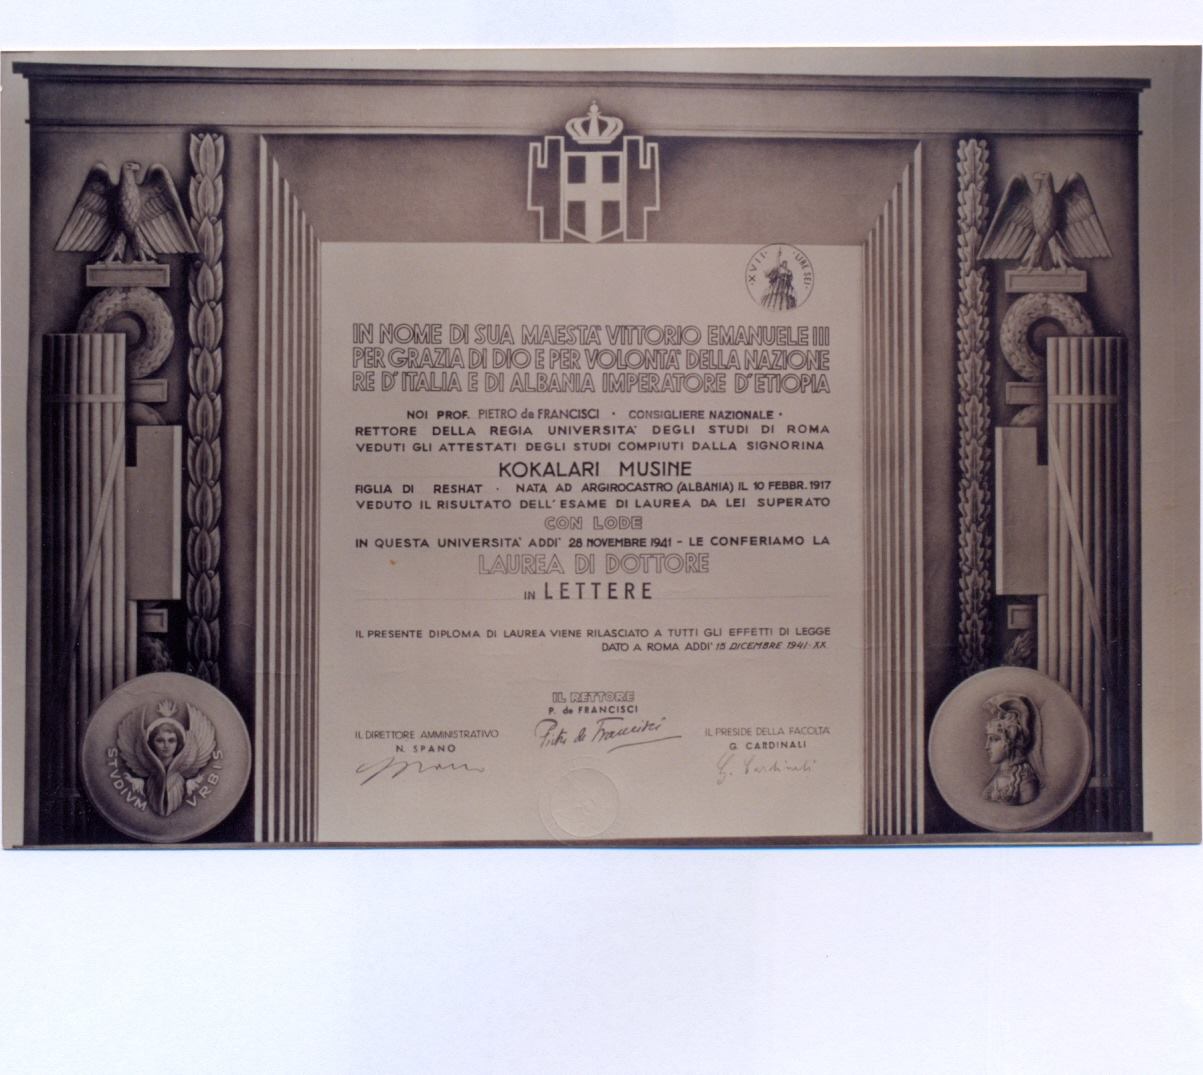 XVII · LIRE SEI ·
IN NOME DI SUA MAESTA' VITTORIO EMANUELE III
PER GRAZIA DI DIO E PER VOLONTA' DELLA NAZIONE
RE D'ITALIA E DI ALBANIA IMPERATORE D'ETIOPIA
NOI PROF. PIETRO de FRANCISCI · CONSIGLIERE NAZIONALE ·
RETTORE DELLA REGIA UNIVERSITA' DEGLI STUDI DI ROMA
VEDUTI GLI ATTESTATI DEGLI STUDI COMPIUTI DALLA SIGNORINA
KOKALARI MUSINE
FIGLIA DI RESHAT · NATA AD ARGIROCASTRO (ALBANIA) IL 10 FEBBR. 1917
VEDUTO IL RISULTATO DELL'ESAME DI LAUREA DA LEI SUPERATO
CON LODE
IN QUESTA UNIVERSITA' ADDI' 28 NOVEMBRE 1941 - LE CONFERIAMO LA
LAUREA DI DOTTORE
IN LETTERE
IL PRESENTE DIPLOMA DI LAUREA VIENE RILASCIATO A TUTTI GLI EFFETTI DI LEGGE
DATO A ROMA ADDI' 15 DICEMBRE 1941-XX
IL RETTORE
P. de FRANCISCI
Pietro de Francisci
IL DIRETTORE AMMINISTRATIVO
N. SPANO
IL PRESIDE DELLA FACOLTA'
G. CARDINALI
G. Cardinali
STVDIVM VRBIS